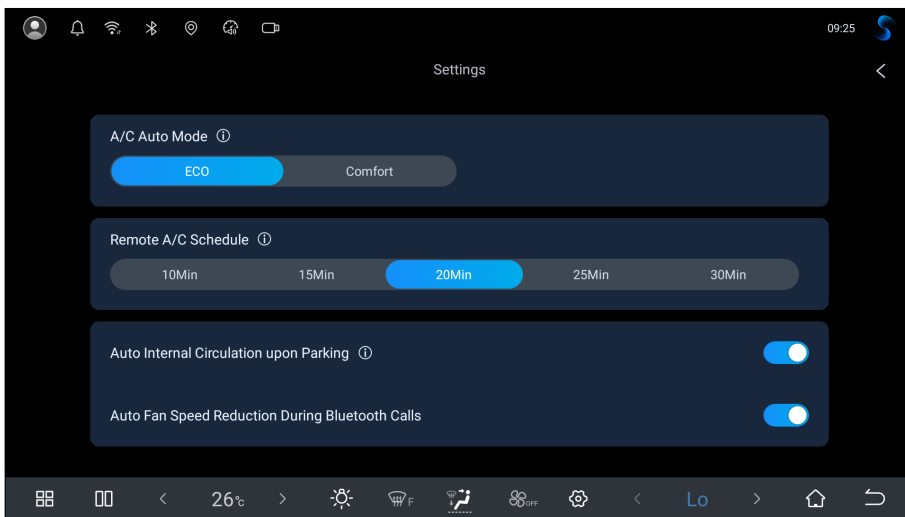 09:25
Settings
A/C Auto Mode
ECO Comfort
Remote A/C Schedule
10Min 15Min 20Min 25Min 30Min
Auto Internal Circulation upon Parking
Auto Fan Speed Reduction During Bluetooth Calls
26°c F OFF Lo